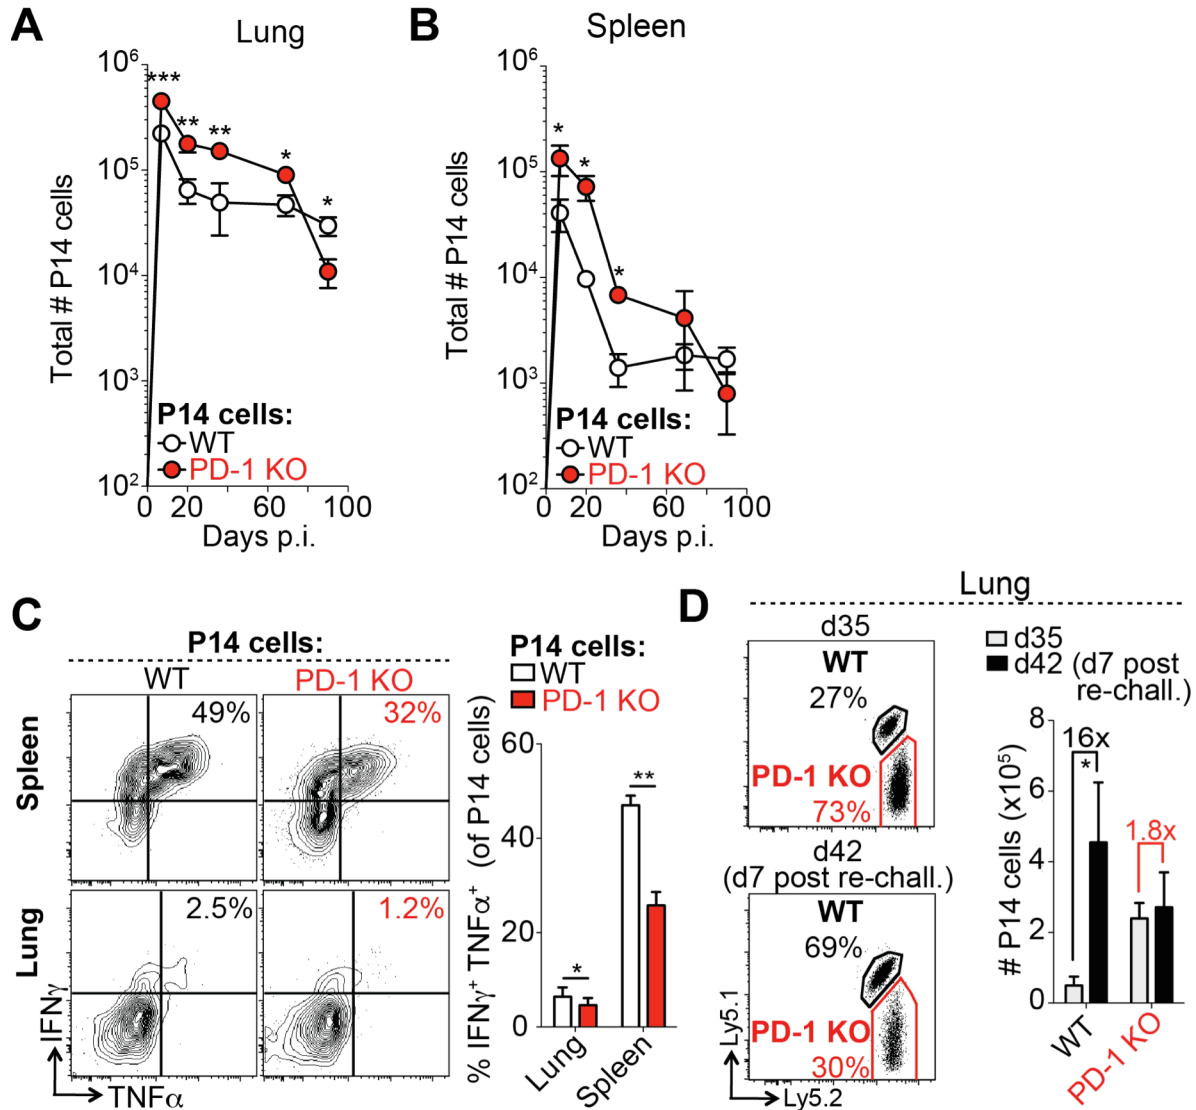 A
Lung
Total # P14 cells
10⁶
10⁵
10⁴
10³
10²
***
**
**
*
*
P14 cells:
WT
PD-1 KO
0 20 60 100
Days p.i.
B
Spleen
Total # P14 cells
10⁶
10⁵
10⁴
10³
10²
*
*
*
P14 cells:
WT
PD-1 KO
0 20 60 100
Days p.i.
C
P14 cells:
WT PD-1 KO
Spleen
49% 32%
Lung
2.5% 1.2%
IFNγ
TNFα
P14 cells:
WT
PD-1 KO
% IFNγ⁺ TNFα⁺ (of P14 cells)
60
40
20
0
*
**
Lung
Spleen
D
Lung
d35
WT
27%
PD-1 KO
73%
d42
(d7 post re-chall.)
WT
69%
PD-1 KO
30%
Ly5.1
Ly5.2
d35
d42 (d7 post
re-chall.)
# P14 cells (x10⁵)
8
6
4
2
0
16x
*
1.8x
WT
PD-1 KO